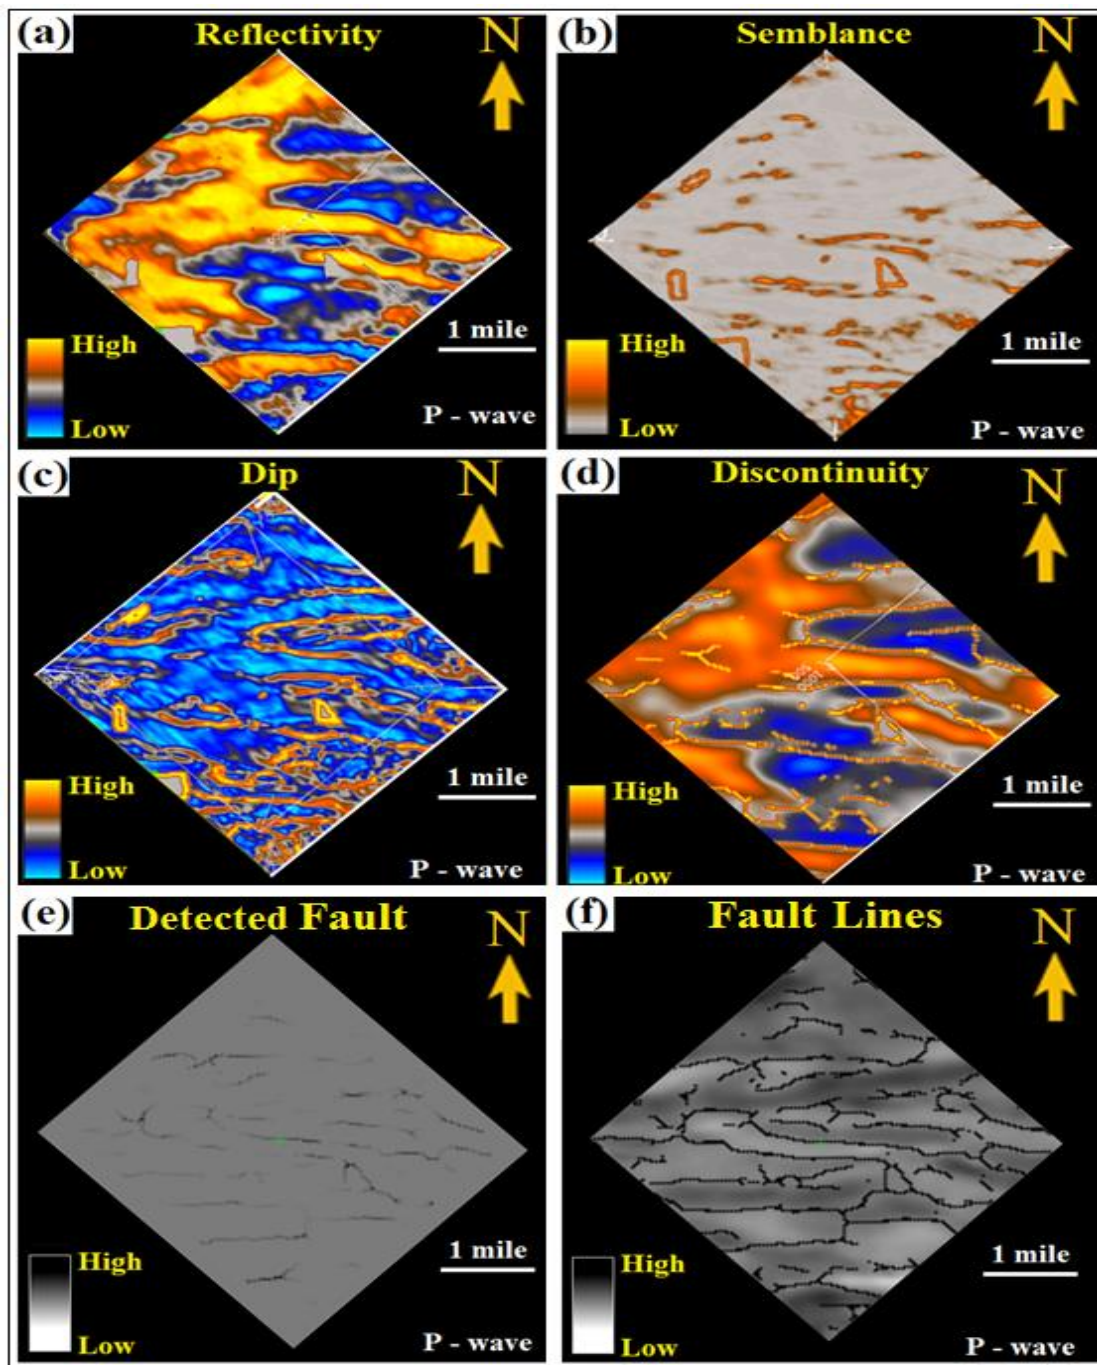 (a)
Reflectivity
N
High
Low
1 mile
P - wave
(b)
Semblance
N
High
Low
1 mile
P - wave
(c)
Dip
N
High
Low
1 mile
P - wave
(d)
Discontinuity
N
High
Low
1 mile
P - wave
(e)
Detected Fault
N
High
Low
1 mile
P - wave
(f)
Fault Lines
N
High
Low
1 mile
P - wave